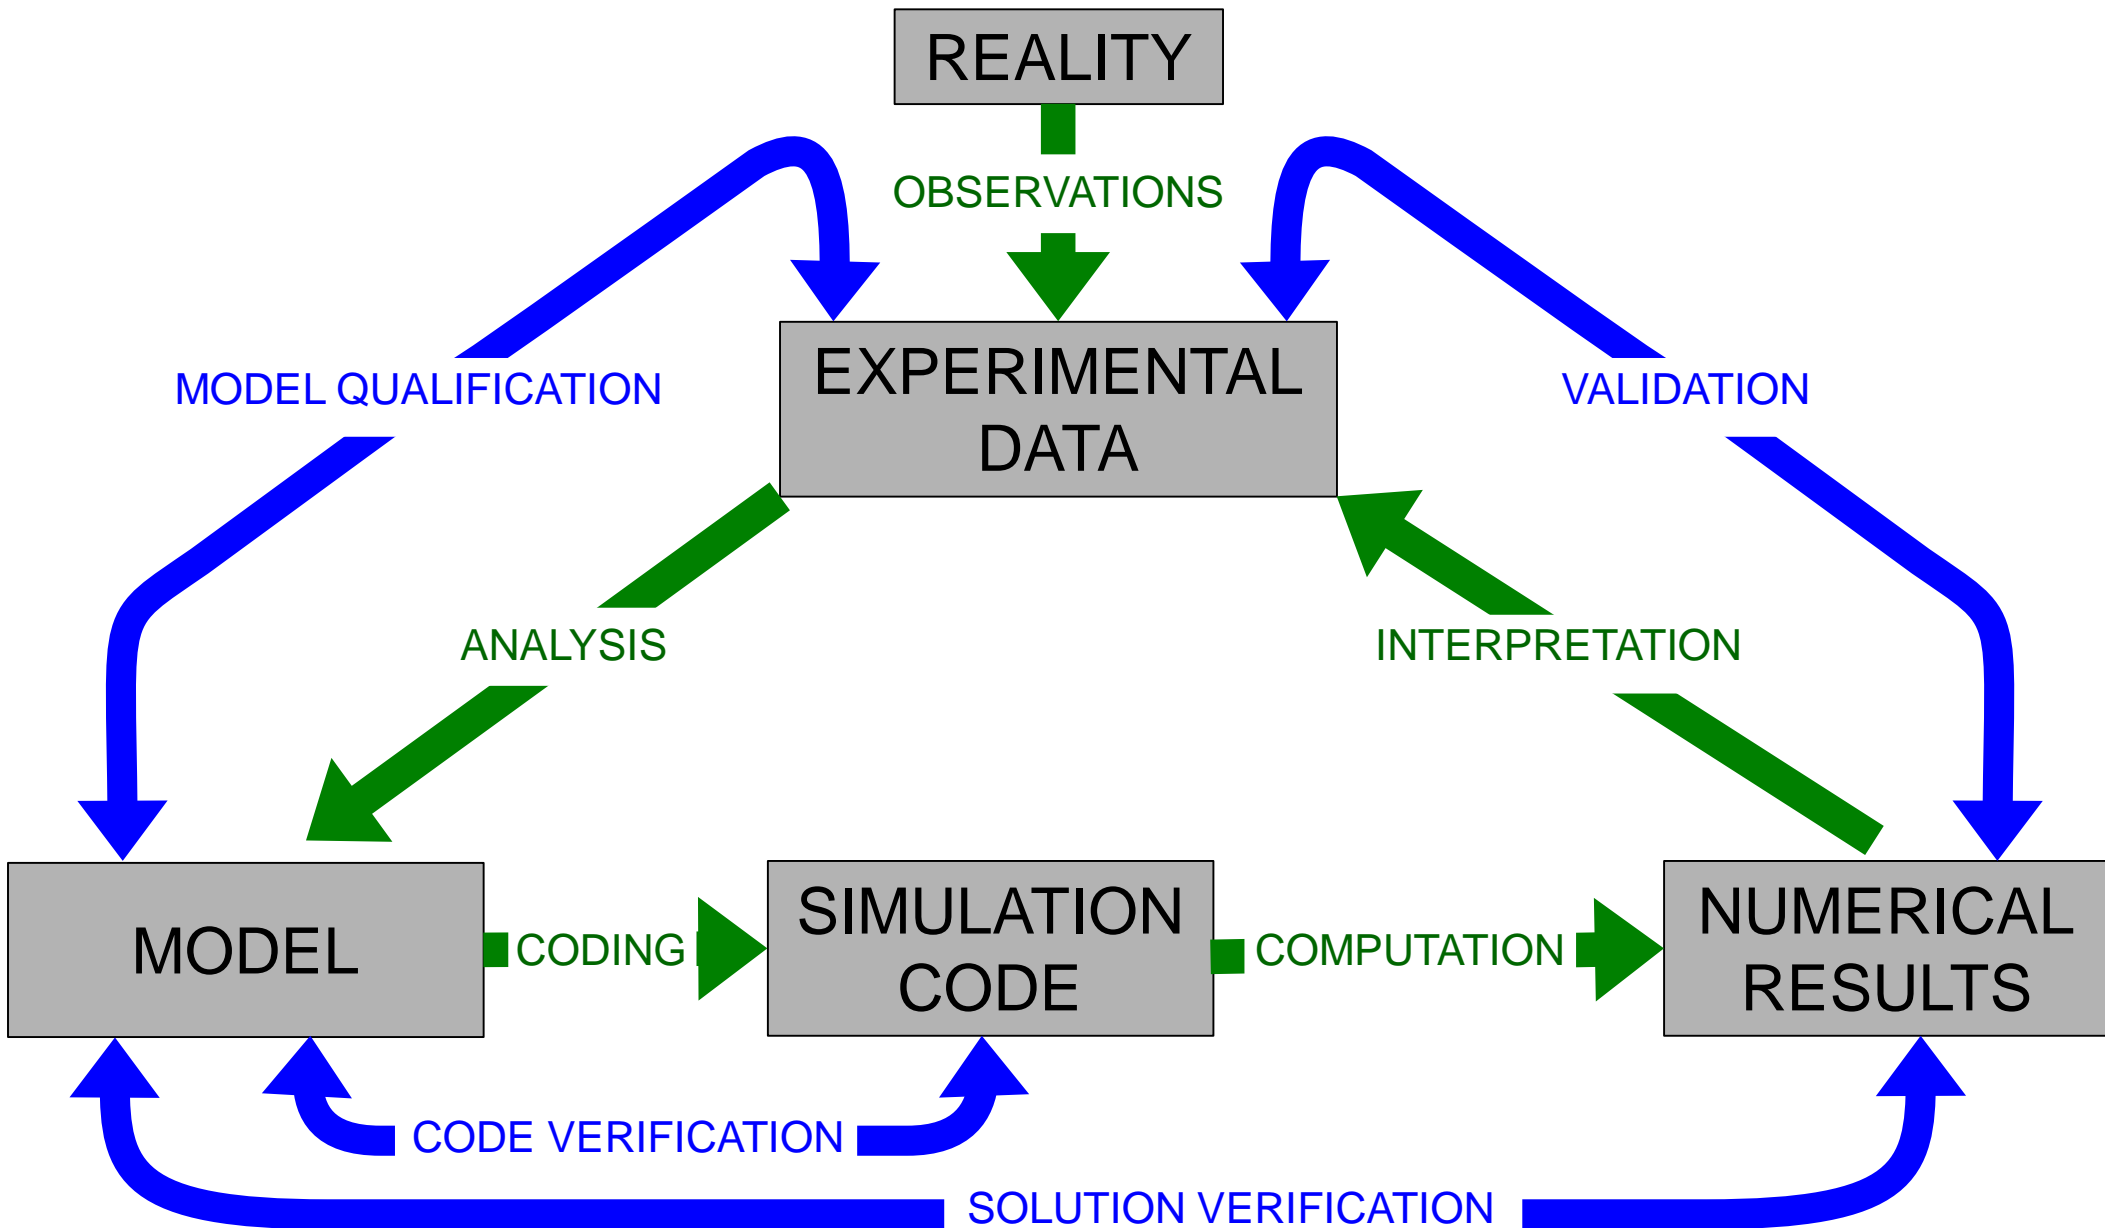 REALITY
OBSERVATIONS
EXPERIMENTAL
DATA
MODEL QUALIFICATION
VALIDATION
ANALYSIS
INTERPRETATION
MODEL
CODING
SIMULATION
CODE
COMPUTATION
NUMERICAL
RESULTS
CODE VERIFICATION
SOLUTION VERIFICATION